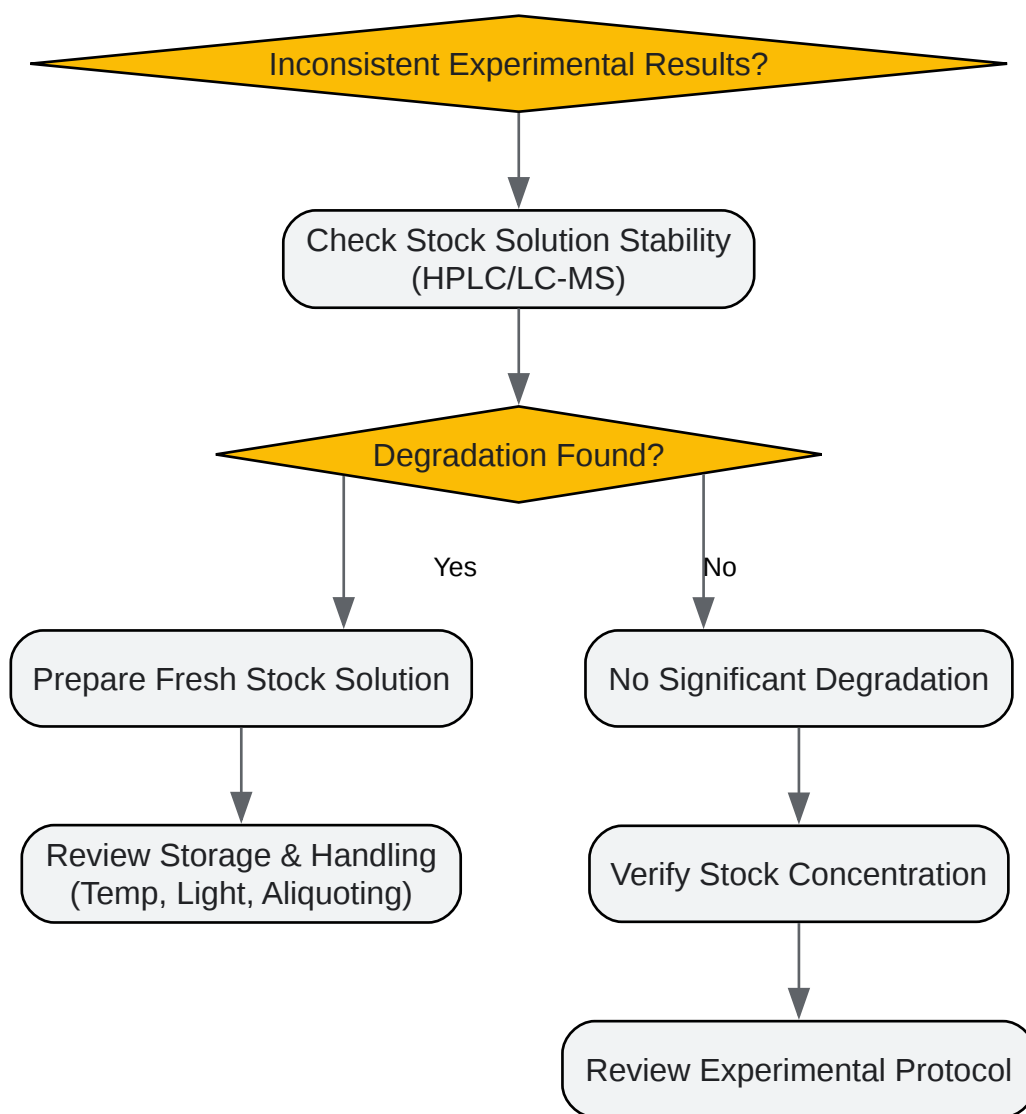 Inconsistent Experimental Results?
Check Stock Solution Stability
(HPLC/LC-MS)
Degradation Found?
Yes
No
Prepare Fresh Stock Solution
No Significant Degradation
Review Storage & Handling
(Temp, Light, Aliquoting)
Verify Stock Concentration
Review Experimental Protocol